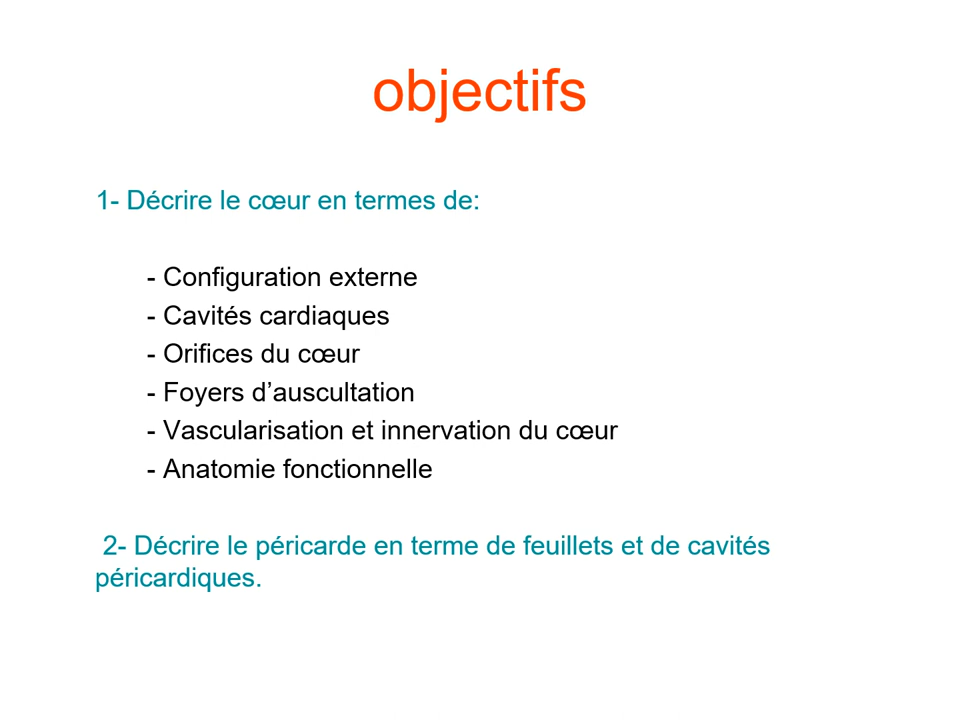 objectifs
1- Décrire le cœur en termes de:
- Configuration externe
- Cavités cardiaques
- Orifices du cœur
- Foyers d’auscultation
- Vascularisation et innervation du cœur
- Anatomie fonctionnelle
2- Décrire le péricarde en terme de feuillets et de cavités
péricardiques.